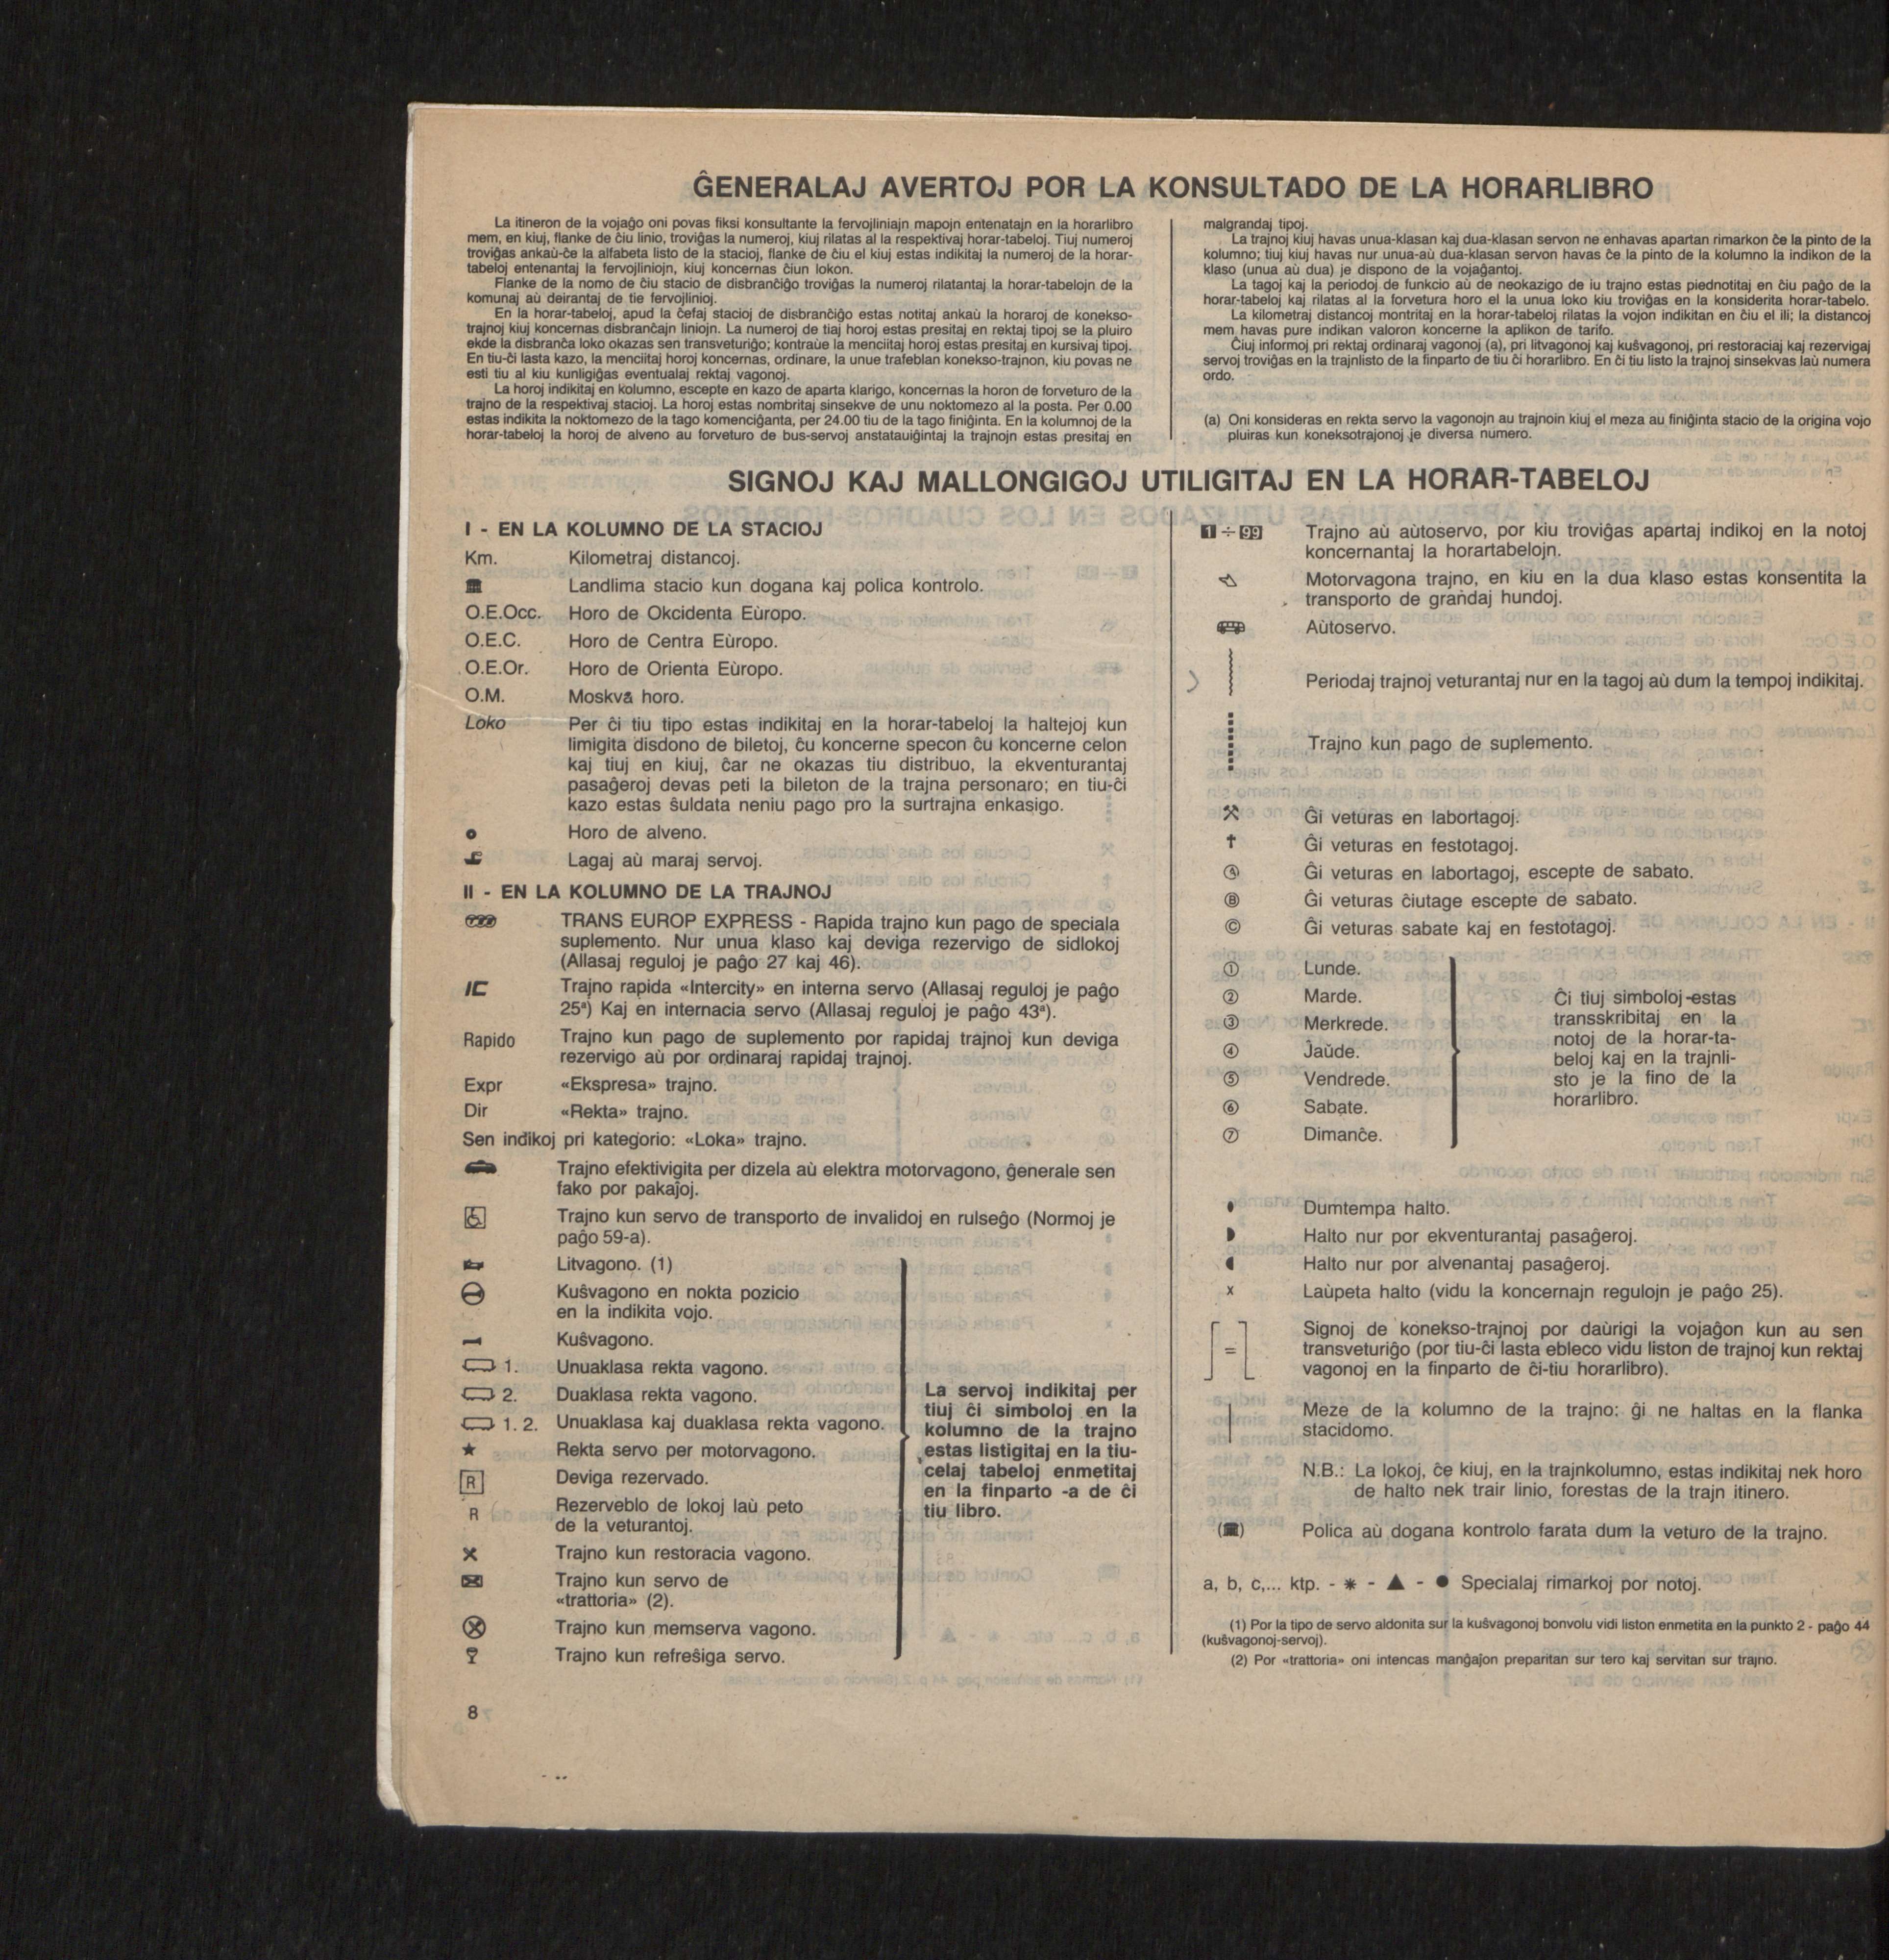 ĜENERALAJ AVERTOJ POR LA KONSULTADO DE LA HORARLIBRO
La itineron de la vojaĝo oni povas fiksi konsultante la fervojliniajn mapojn entenatajn en la horarlibro
mem, en kiuj, flanke de ĉiu linio, troviĝas la numeroj, kiuj rilatas al la respektivaj horar-tabeloj. Tiuj numeroj
troviĝas ankaù-ĉe la alfabeta listo de la stacioj, flanke de ĉiu el kiuj estas indikitaj la numeroj de la horar-
tabeloj entenantaj la fervojliniojn, kiuj koncernas ĉiun lokon.
Flanke de la nomo de ĉiu stacio de disbranĉiĝo troviĝas la numeroj rilatantaj la horar-tabelojn de la
komunaj aù deirantaj de tie fervojlinioj.
En la horar-tabeloj, apud la ĉefaj stacioj de disbranĉiĝo estas notitaj ankaù la horaroj de konekso-
trajnoj kiuj koncernas disbranĉajn liniojn. La numeroj de tiaj horoj estas presitaj en rektaj tipoj se la pluiro
ekde la disbranĉa loko okazas sen transveturiĝo; kontraùe la menciitaj horoj estas presitaj en kursivaj tipoj.
En tiu-ĉi lasta kazo, la menciitaj horoj koncernas, ordinare, la unue trafeblan konekso-trajnon, kiu povas ne
esti tiu al kiu kunligiĝas eventualaj rektaj vagonoj.
La horoj indikitaj en kolumno, escepte en kazo de aparta klarigo, koncernas la horon de forveturo de la
trajno de la respektivaj stacioj. La horoj estas nombritaj sinsekve de unu noktomezo al la posta. Per 0.00
estas indikita la noktomezo de la tago komenciĝanta, per 24.00 tiu de la tago finiĝinta. En la kolumnoj de la
horar-tabeloj la horoj de alveno au forveturo de bus-servoj anstatauiĝintaj la trajnojn estas presitaj en
malgrandaj tipoj.
La trajnoj kiuj havas unua-klasan kaj dua-klasan servon ne enhavas apartan rimarkon ĉe la pinto de la
kolumno; tiuj kiuj havas nur unua-aù dua-klasan servon havas ĉe la pinto de la kolumno la indikon de la
klaso (unua aù dua) je dispono de la vojaĝantoj.
La tagoj kaj la periodoj de funkcio aù de neokazigo de iu trajno estas piednotitaj en ĉiu paĝo de la
horar-tabeloj kaj rilatas al la forvetura horo el la unua loko kiu troviĝas en la konsiderita horar-tabelo.
La kilometraj distancoj montritaj en la horar-tabeloj rilatas la vojon indikitan en ĉiu el ili; la distancoj
mem havas pure indikan valoron koncerne la aplikon de tarifo.
Ĉiuj informoj pri rektaj ordinaraj vagonoj (a), pri litvagonoj kaj kuŝvagonoj, pri restoraciaj kaj rezervigaj
servoj troviĝas en la trajnlisto de la finparto de tiu ĉi horarlibro. En ĉi tiu listo la trajnoj sinsekvas laù numera
ordo.
(a) Oni konsideras en rekta servo la vagonojn au trajnoin kiuj el meza au finiĝinta stacio de la origina vojo
pluiras kun koneksotrajonoj je diversa numero.
SIGNOJ KAJ MALLONGIGOJ UTILIGITAJ EN LA HORAR-TABELOJ
I - EN LA KOLUMNO DE LA STACIOJ
Km. Kilometraj distancoj.
Landlima stacio kun dogana kaj polica kontrolo.
O.E.Occ. Horo de Okcidenta Eùropo.
O.E.C. Horo de Centra Eùropo.
O.E.Or. Horo de Orienta Eùropo.
O.M. Moskva horo.
Loko Per ĉi tiu tipo estas indikitaj en la horar-tabeloj la haltejoj kun
limigita disdono de biletoj, ĉu koncerne specon ĉu koncerne celon
kaj tiuj en kiuj, ĉar ne okazas tiu distribuo, la ekventurantaj
pasaĝeroj devas peti la bileton de la trajna personaro; en tiu-ĉi
kazo estas ŝuldata neniu pago pro la surtrajna enkasigo.
Horo de alveno.
Lagaj aù maraj servoj.
II - EN LA KOLUMNO DE LA TRAJNOJ
TRANS EUROP EXPRESS - Rapida trajno kun pago de speciala
suplemento. Nur unua klaso kaj deviga rezervigo de sidlokoj
(Allasaj reguloj je paĝo 27 kaj 46).
IC Trajno rapida «Intercity» en interna servo (Allasaj reguloj je paĝo
25ª) Kaj en internacia servo (Allasaj reguloj je paĝo 43ª).
Rapido Trajno kun pago de suplemento por rapidaj trajnoj kun deviga
rezervigo aù por ordinaraj rapidaj trajnoj.
Expr «Ekspresa» trajno.
Dir «Rekta» trajno.
Sen indikoj pri kategorio: «Loka» trajno.
Trajno efektivigita per dizela aù elektra motorvagono, ĝenerale sen
fako por pakaĵoj.
Trajno kun servo de transporto de invalidoj en rulseĝo (Normoj je
paĝo 59-a).
Litvagono. (1)
Kuŝvagono en nokta pozicio
en la indikita vojo.
Kuŝvagono.
1. Unuaklasa rekta vagono.
2. Duaklasa rekta vagono.
1. 2. Unuaklasa kaj duaklasa rekta vagono.
★ Rekta servo per motorvagono.
R Deviga rezervado.
R Rezerveblo de lokoj laù peto
de la veturantoj.
Trajno kun restoracia vagono.
Trajno kun servo de
«trattoria» (2).
Trajno kun memserva vagono.
Trajno kun refreŝiga servo.
La servoj indikitaj per
tiuj ĉi simboloj en la
kolumno de la trajno
estas listigitaj en la tiu-
celaj tabeloj enmetitaj
en la finparto -a de ĉi
tiu libro.
1 ÷ 99 Trajno aù aùtoservo, por kiu troviĝas apartaj indikoj en la notoj
koncernantaj la horartabelojn.
Motorvagona trajno, en kiu en la dua klaso estas konsentita la
transporto de grandaj hundoj.
Aùtoservo.
Periodaj trajnoj veturantaj nur en la tagoj aù dum la tempoj indikitaj.
Trajno kun pago de suplemento.
⚒ Ĝi veturas en labortagoj.
✝ Ĝi veturas en festotagoj.
Ⓐ Ĝi veturas en labortagoj, escepte de sabato.
Ⓑ Ĝi veturas ĉiutage escepte de sabato.
Ⓒ Ĝi veturas sabate kaj en festotagoj.
① Lunde.
② Marde.
③ Merkrede.
④ Ĵaŭde.
⑤ Vendrede.
⑥ Sabate.
⑦ Dimanĉe.
Ĉi tiuj simboloj -estas
transskribitaj en la
notoj de la horar-ta-
beloj kaj en la trajnli-
sto je la fino de la
horarlibro.
Dumtempa halto.
Halto nur por ekventurantaj pasaĝeroj.
Halto nur por alvenantaj pasaĝeroj.
x Laùpeta halto (vidu la koncernajn regulojn je paĝo 25).
[ = ] Signoj de konekso-trajnoj por daùrigi la vojaĝon kun au sen
transveturiĝo (por tiu-ĉi lasta ebleco vidu liston de trajnoj kun rektaj
vagonoj en la finparto de ĉi-tiu horarlibro).
| Meze de la kolumno de la trajno: ĝi ne haltas en la flanka
stacidomo.
N.B.: La lokoj, ĉe kiuj, en la trajnkolumno, estas indikitaj nek horo
de halto nek trair linio, forestas de la trajn itinero.
Polica aù dogana kontrolo farata dum la veturo de la trajno.
a, b, c,... ktp. - ✱ - ▲ - ● Specialaj rimarkoj por notoj.
(1) Por la tipo de servo aldonita sur la kuŝvagonoj bonvolu vidi liston enmetita en la punkto 2 - paĝo 44
(kuŝvagonoj-servoj).
(2) Por «trattoria» oni intencas manĝaĵon preparitan sur tero kaj servitan sur trajno.
8